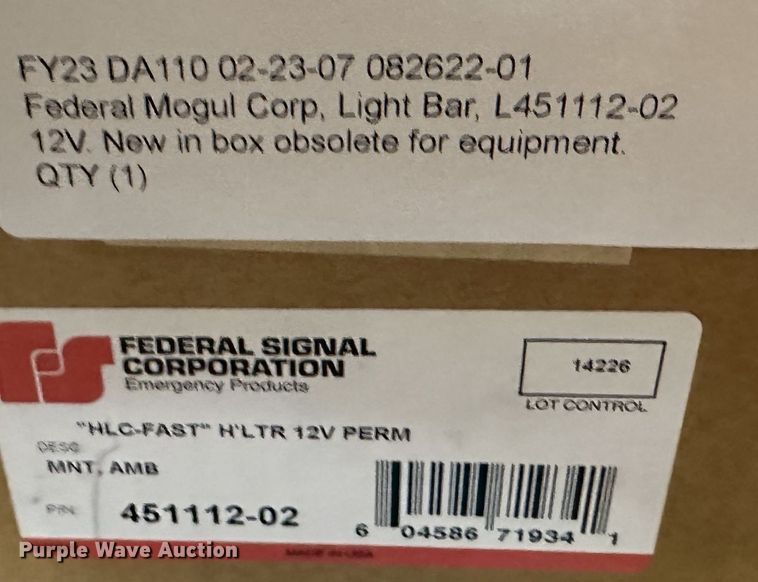 FY23 DA110 02-23-07 082622-01
Federal Mogul Corp, Light Bar, L451112-02
12V. New in box obsolete for equipment.
QTY (1)
FEDERAL SIGNAL
CORPORATION
Emergency Products
14226
LOT CONTROL
"HLC-FAST" H'LTR 12V PERM
DESC
MNT, AMB
P/N
451112-02
6 04586 71934 1
MADE IN USA
Purple Wave Auction